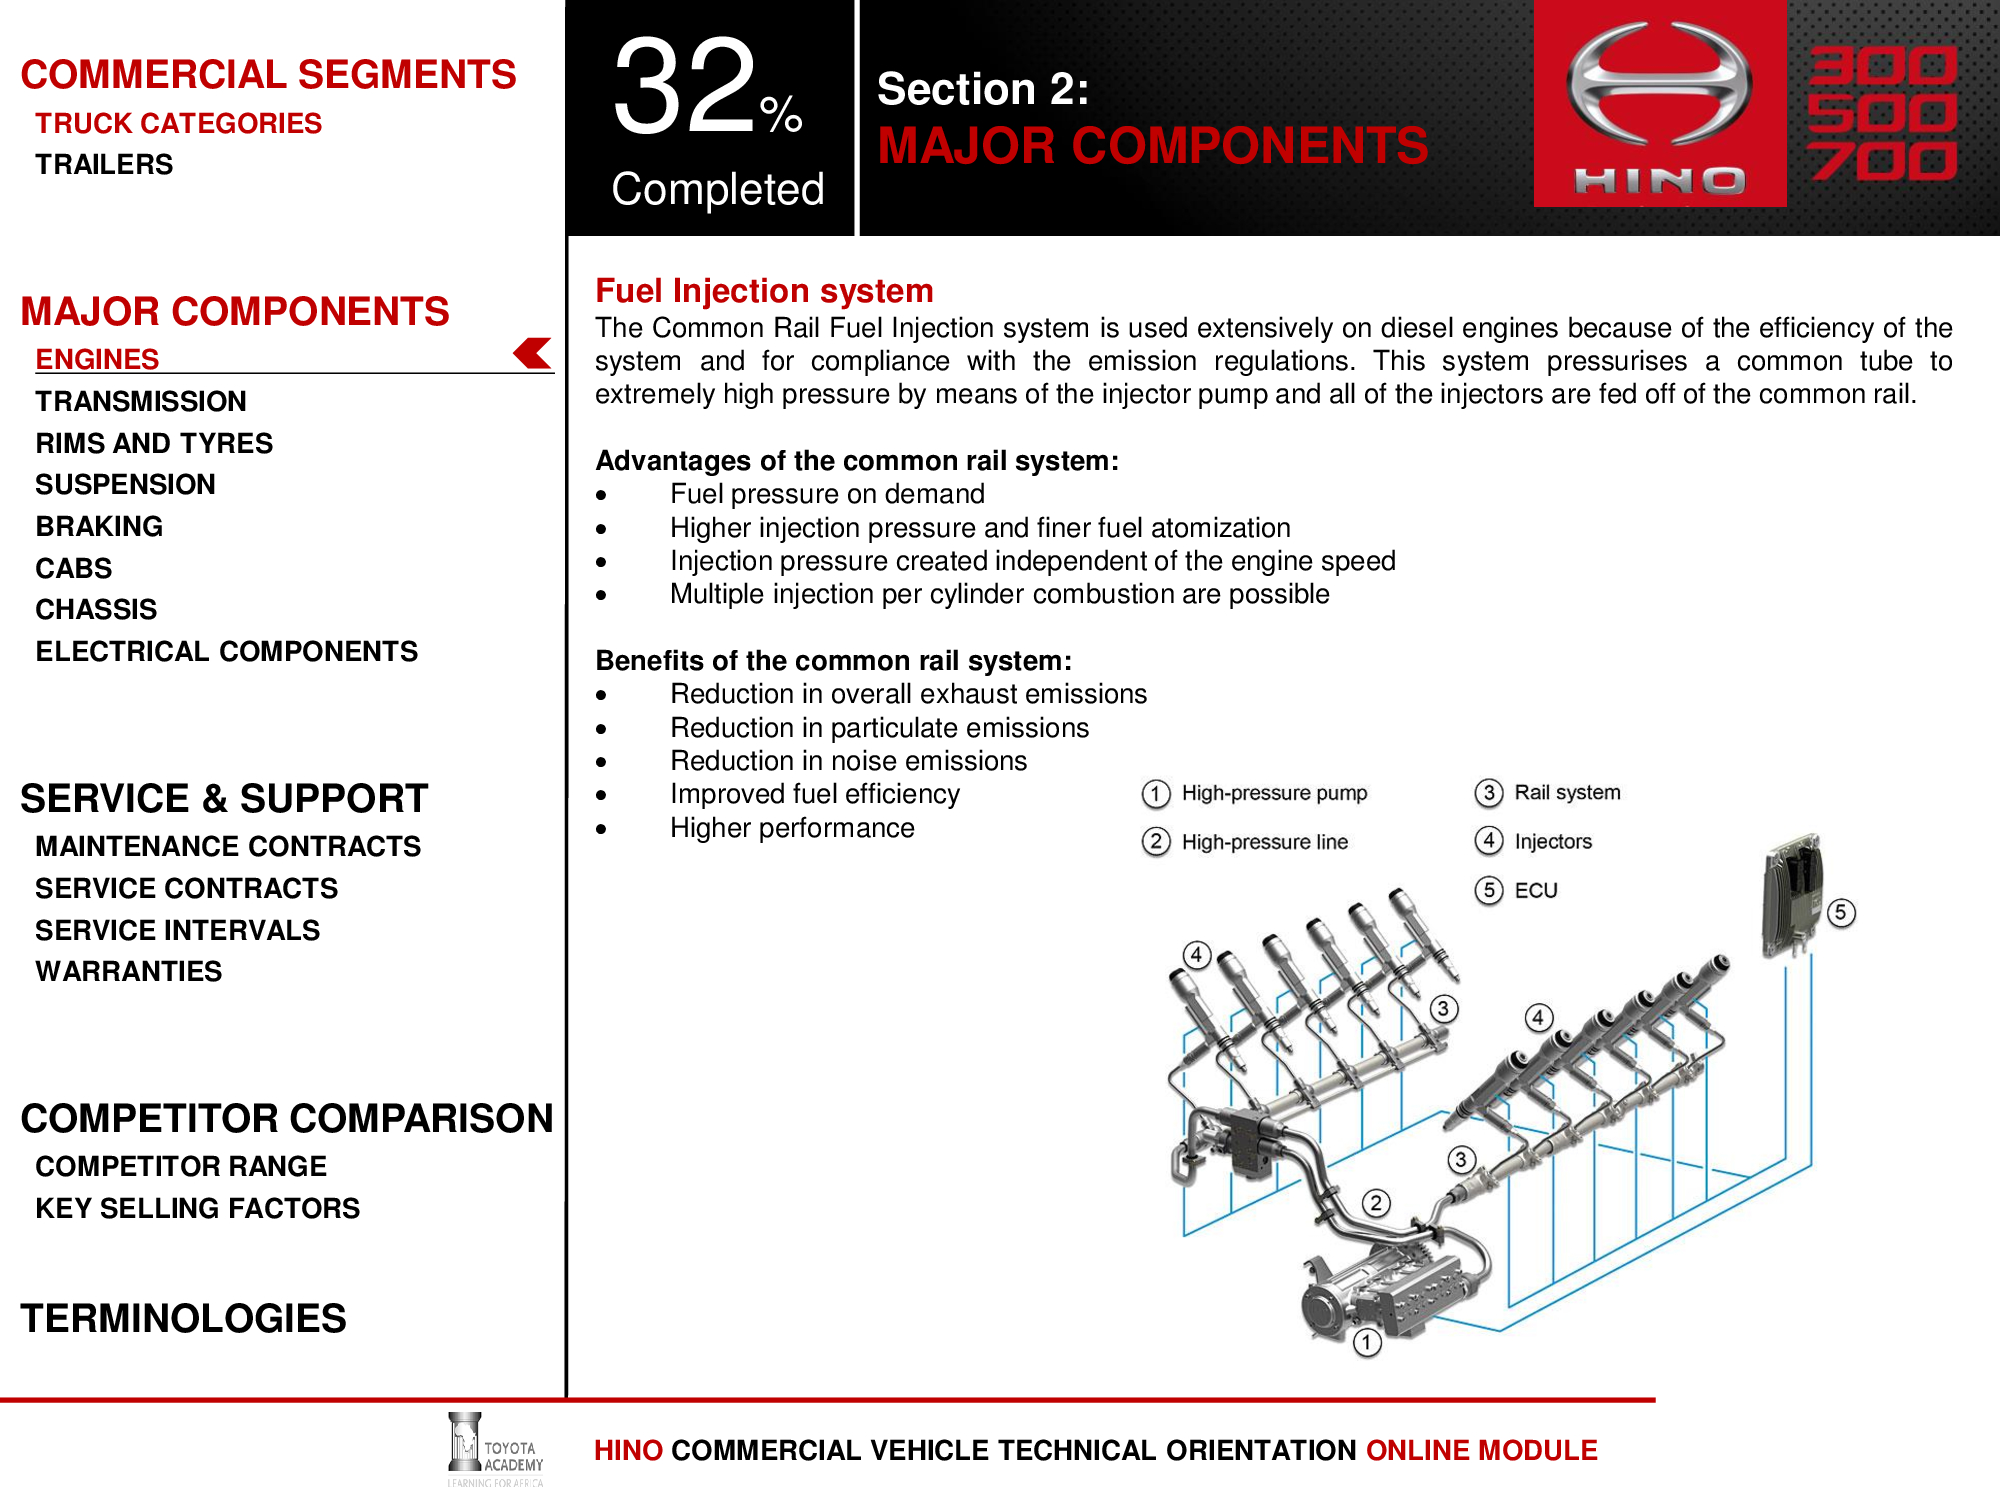 COMMERCIAL SEGMENTS
TRUCK CATEGORIES
TRAILERS
MAJOR COMPONENTS
ENGINES
TRANSMISSION
RIMS AND TYRES
SUSPENSION
BRAKING
CABS
CHASSIS
ELECTRICAL COMPONENTS
SERVICE & SUPPORT
MAINTENANCE CONTRACTS
SERVICE CONTRACTS
SERVICE INTERVALS
WARRANTIES
COMPETITOR COMPARISON
COMPETITOR RANGE
KEY SELLING FACTORS
TERMINOLOGIES
32%
Completed
Section 2:
MAJOR COMPONENTS
HINO
300
500
700
Fuel Injection system
The Common Rail Fuel Injection system is used extensively on diesel engines because of the efficiency of the
system and for compliance with the emission regulations. This system pressurises a common tube to
extremely high pressure by means of the injector pump and all of the injectors are fed off of the common rail.
Advantages of the common rail system:
• Fuel pressure on demand
• Higher injection pressure and finer fuel atomization
• Injection pressure created independent of the engine speed
• Multiple injection per cylinder combustion are possible
Benefits of the common rail system:
• Reduction in overall exhaust emissions
• Reduction in particulate emissions
• Reduction in noise emissions
• Improved fuel efficiency
• Higher performance
1 High-pressure pump
2 High-pressure line
3 Rail system
4 Injectors
5 ECU
5
4
3
4
3
2
1
TOYOTA
ACADEMY
LEARNING FOR AFRICA
HINO COMMERCIAL VEHICLE TECHNICAL ORIENTATION ONLINE MODULE